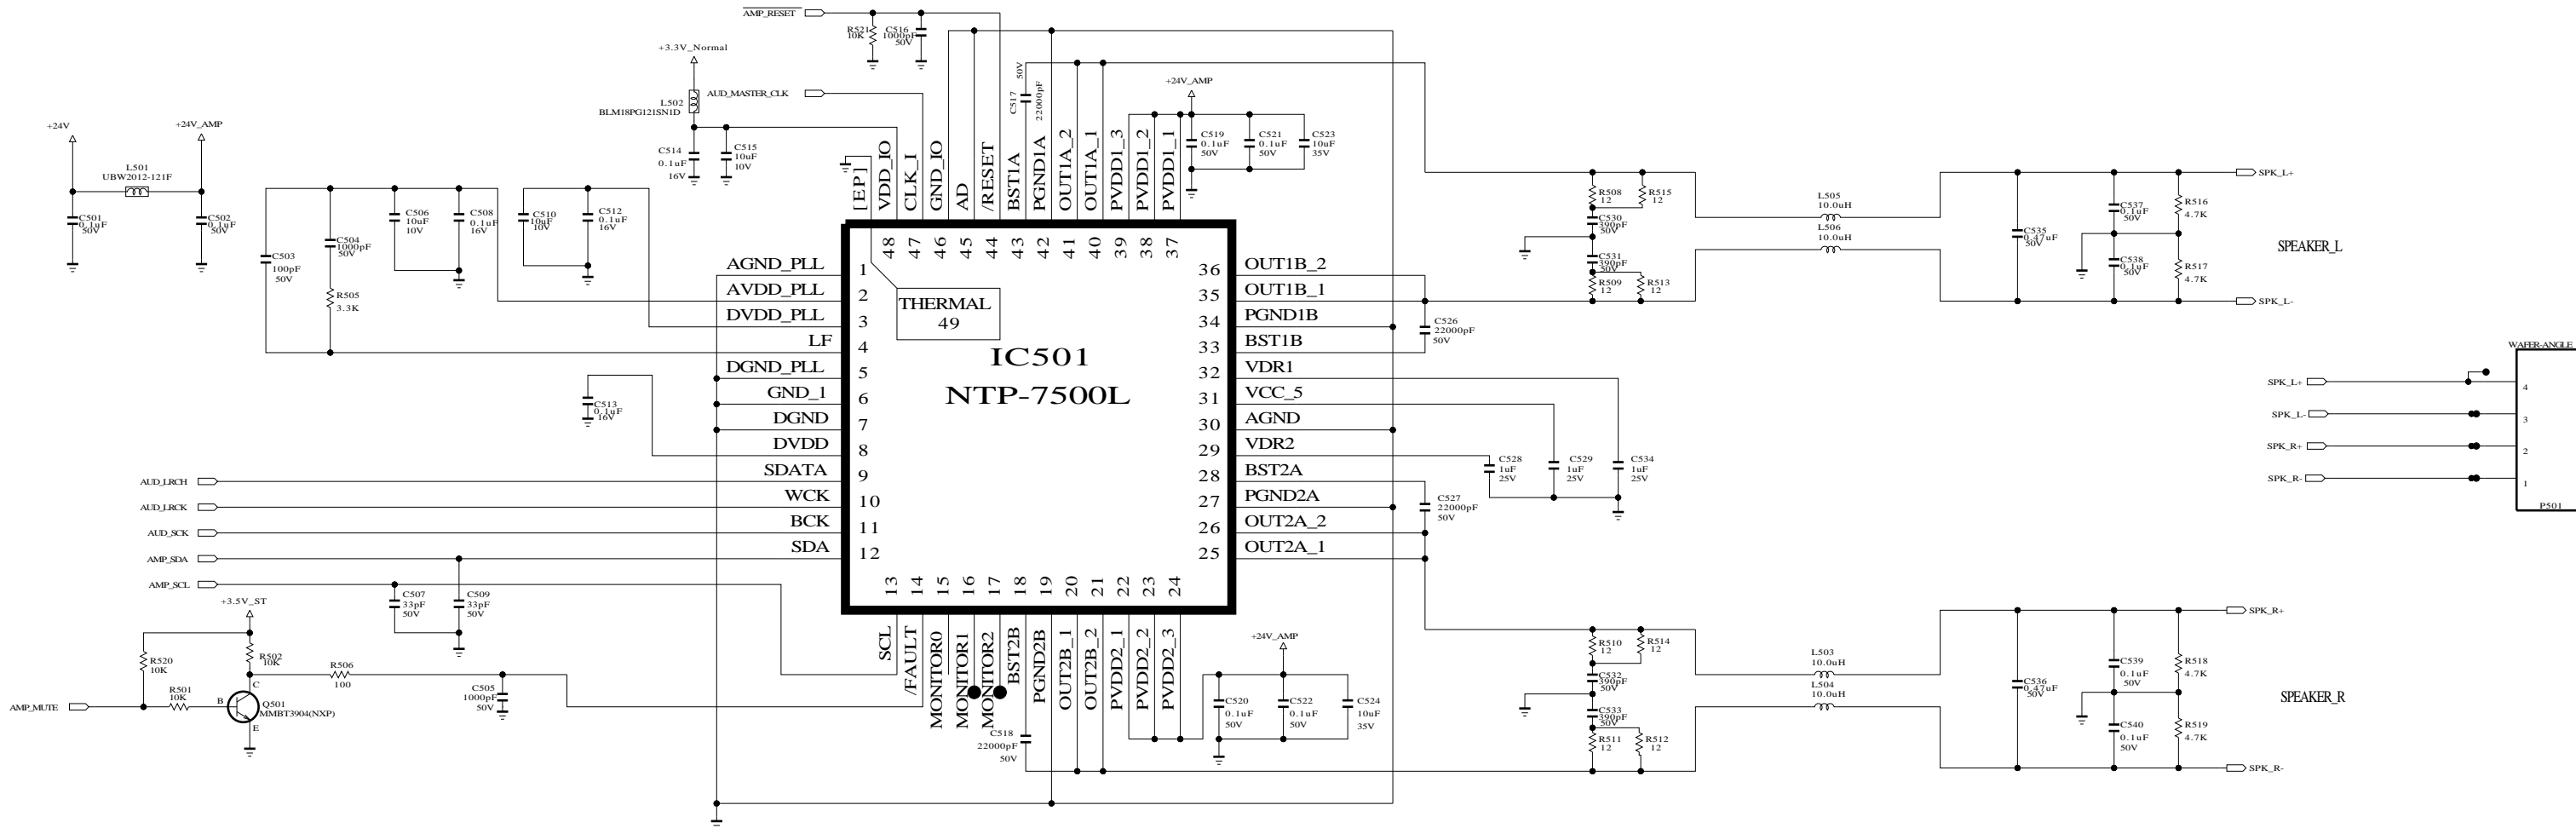 AMP_RESET
R521
10K
C516
1000pF
50V
+3.3V_Normal
L502
BLM18PG121SN1D
AUD_MASTER_CLK
C514
0.1uF
16V
C515
10uF
10V
C517
22000pF
50V
+24V_AMP
C519
0.1uF
50V
C521
0.1uF
50V
C523
10uF
35V
+24V
+24V_AMP
L501
UBW2012-121F
C501
0.1uF
50V
C502
0.1uF
50V
C503
100pF
50V
C504
1000pF
50V
R505
3.3K
C506
10uF
10V
C508
0.1uF
16V
C510
10uF
10V
C512
0.1uF
16V
[EP]
VDD_IO
CLK_I
GND_IO
AD
/RESET
BST1A
PGND1A
OUT1A_2
OUT1A_1
PVDD1_3
PVDD1_2
PVDD1_1
48
47
46
45
44
43
42
41
40
39
38
37
AGND_PLL
1
AVDD_PLL
2
DVDD_PLL
3
LF
4
DGND_PLL
5
GND_1
6
DGND
7
DVDD
8
SDATA
9
WCK
10
BCK
11
SDA
12
THERMAL
49
IC501
NTP-7500L
36
OUT1B_2
35
OUT1B_1
34
PGND1B
33
BST1B
32
VDR1
31
VCC_5
30
AGND
29
VDR2
28
BST2A
27
PGND2A
26
OUT2A_2
25
OUT2A_1
13
14
15
16
17
18
19
20
21
22
23
24
SCL
/FAULT
MONITOR0
MONITOR1
MONITOR2
BST2B
PGND2B
OUT2B_1
OUT2B_2
PVDD2_1
PVDD2_2
PVDD2_3
C513
0.1uF
16V
AUD_LRCH
AUD_LRCK
AUD_SCK
AMP_SDA
AMP_SCL
+3.5V_ST
C507
33pF
50V
C509
33pF
50V
R520
10K
R502
10K
R506
100
R501
10K
C505
1000pF
50V
AMP_MUTE
B
C
E
Q501
MMBT3904(NXP)
C518
22000pF
50V
+24V_AMP
C520
0.1uF
50V
C522
0.1uF
50V
C524
10uF
35V
C526
22000pF
50V
C527
22000pF
50V
C528
1uF
25V
C529
1uF
25V
C534
1uF
25V
R508
12
R515
12
C530
390pF
50V
C531
390pF
50V
R509
12
R513
12
L505
10.0uH
L506
10.0uH
C535
0.47uF
50V
C537
0.1uF
50V
C538
0.1uF
50V
R516
4.7K
R517
4.7K
SPK_L+
SPEAKER_L
SPK_L-
R510
12
R514
12
C532
390pF
50V
C533
390pF
50V
R511
12
R512
12
L503
10.0uH
L504
10.0uH
C536
0.47uF
50V
C539
0.1uF
50V
C540
0.1uF
50V
R518
4.7K
R519
4.7K
SPK_R+
SPEAKER_R
SPK_R-
WAFER-ANGLE
SPK_L+
4
SPK_L-
3
SPK_R+
2
SPK_R-
1
P501